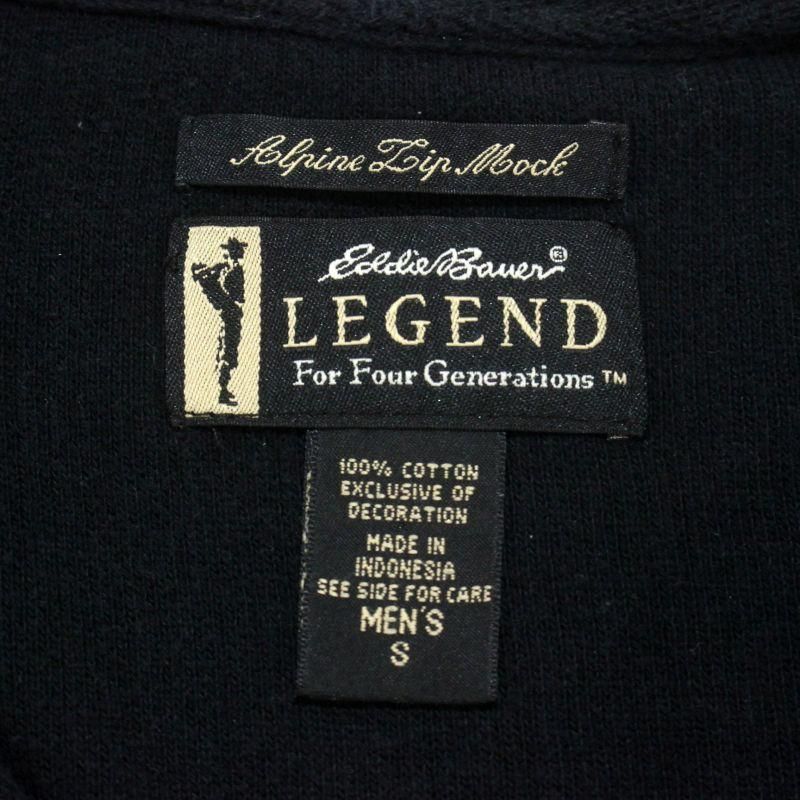 Alpine Zip Mock
Eddie Bauer®
LEGEND
For Four Generations™
100% COTTON
EXCLUSIVE OF
DECORATION
MADE IN
INDONESIA
SEE SIDE FOR CARE
MEN'S
S